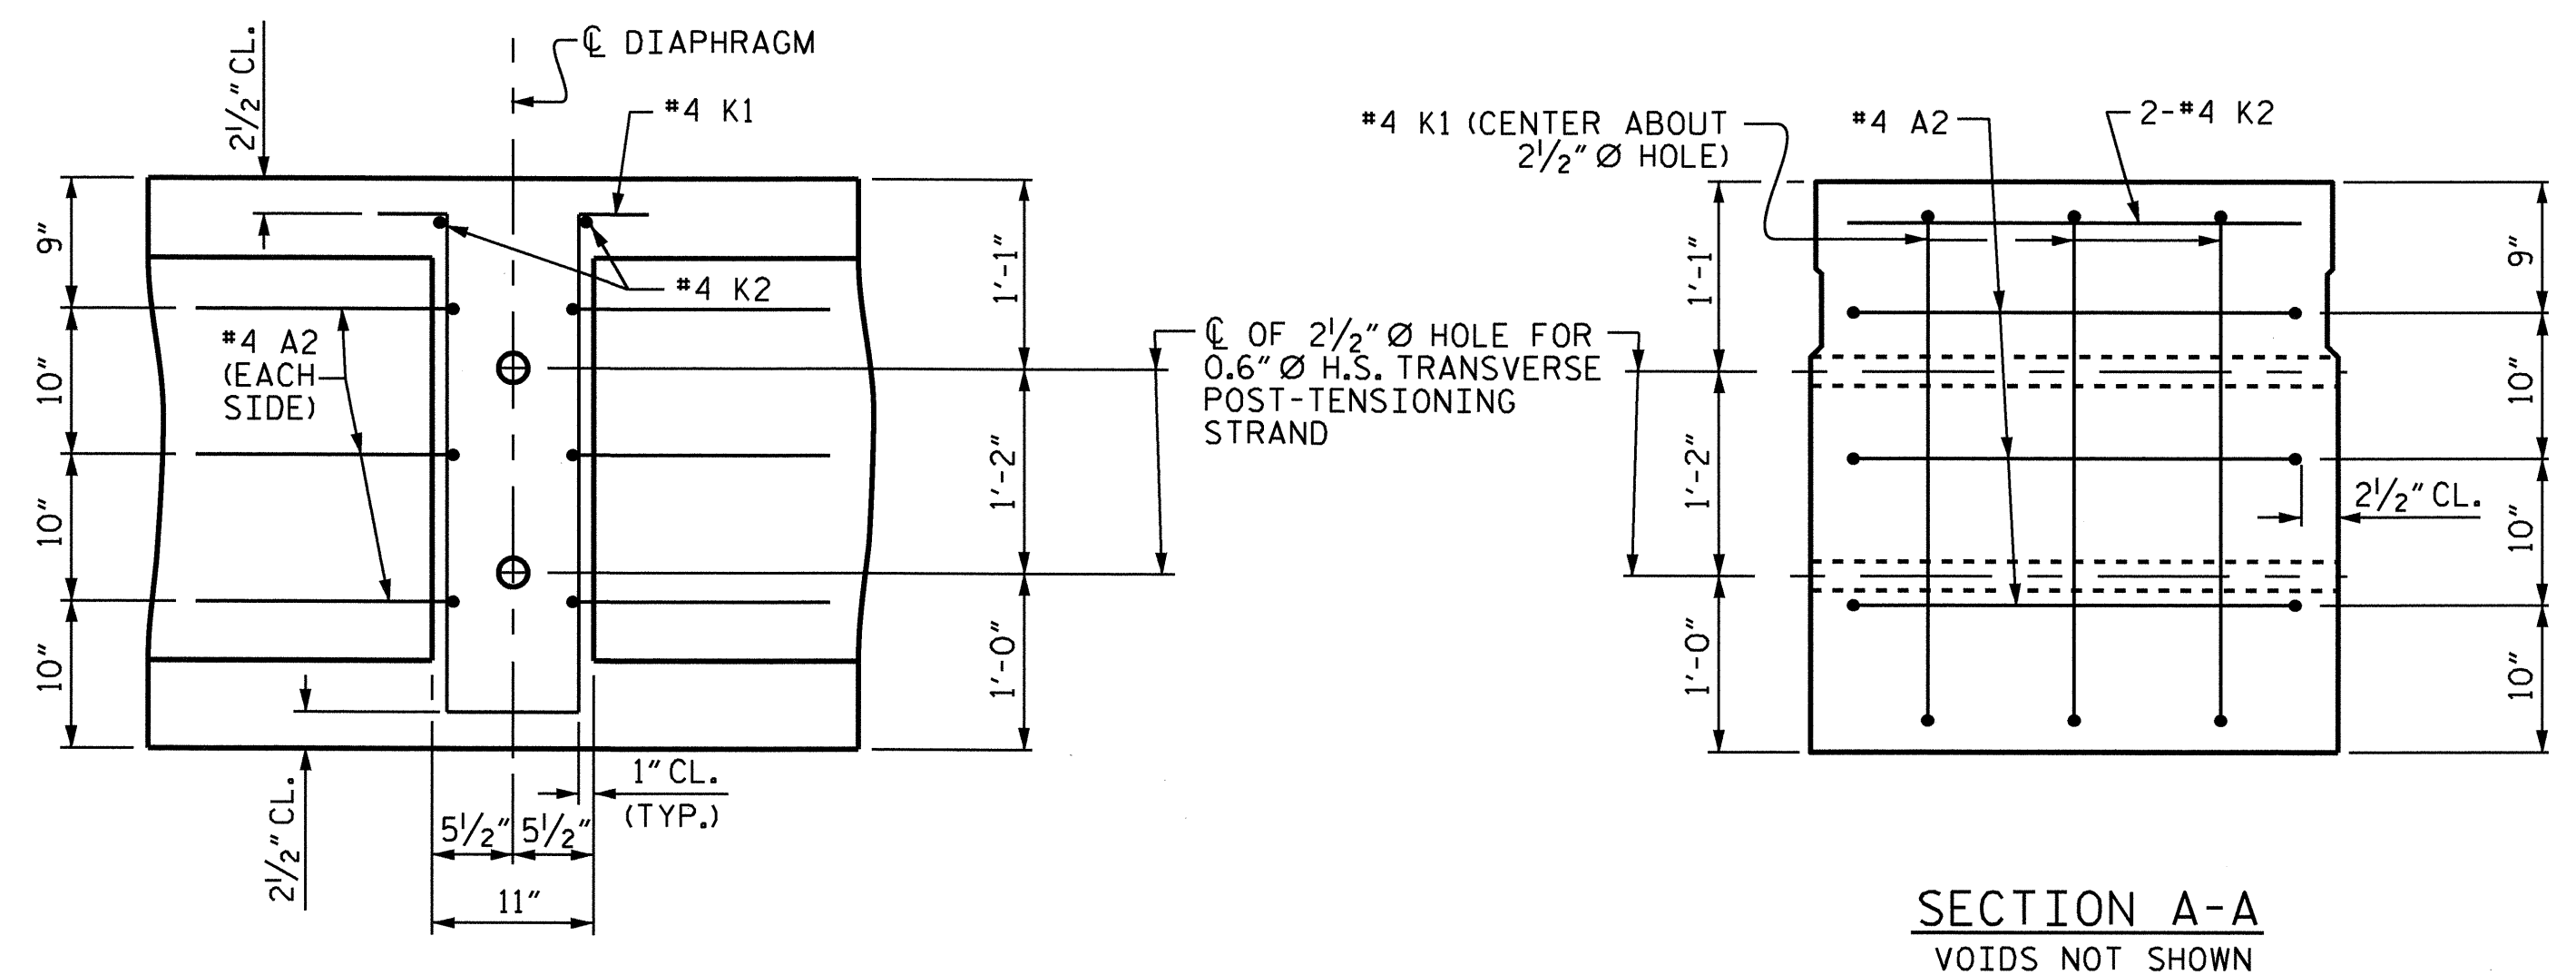 2½" CL.
℄ DIAPHRAGM
#4 K1
9"
10"
10"
10"
#4 K2
#4 A2
(EACH
SIDE)
1'-1"
1'-2"
1'-0"
2½" CL.
1" CL.
(TYP.)
5½"
5½"
11"
℄ OF 2½" Ø HOLE FOR
0.6" Ø H.S. TRANSVERSE
POST-TENSIONING
STRAND
#4 K1 (CENTER ABOUT
2½" Ø HOLE)
#4 A2
2-#4 K2
1'-1"
1'-2"
1'-0"
9"
10"
10"
10"
2½" CL.
SECTION A-A
VOIDS NOT SHOWN